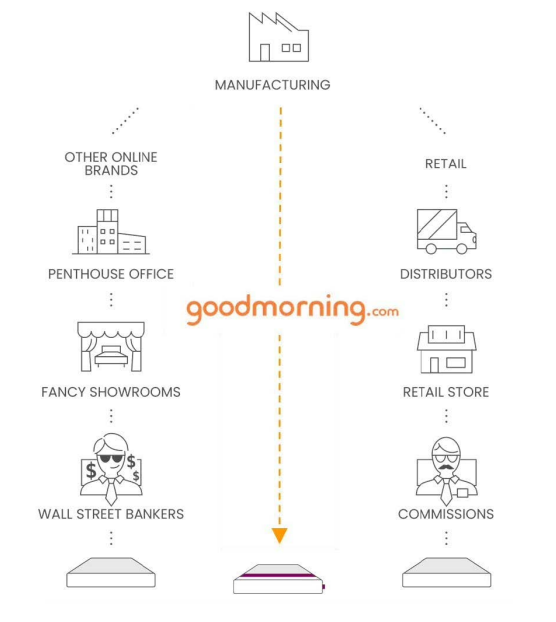 MANUFACTURING
OTHER ONLINE
BRANDS
RETAIL
PENTHOUSE OFFICE
DISTRIBUTORS
goodmorning.com
FANCY SHOWROOMS
RETAIL STORE
$ $ $
WALL STREET BANKERS
COMMISSIONS